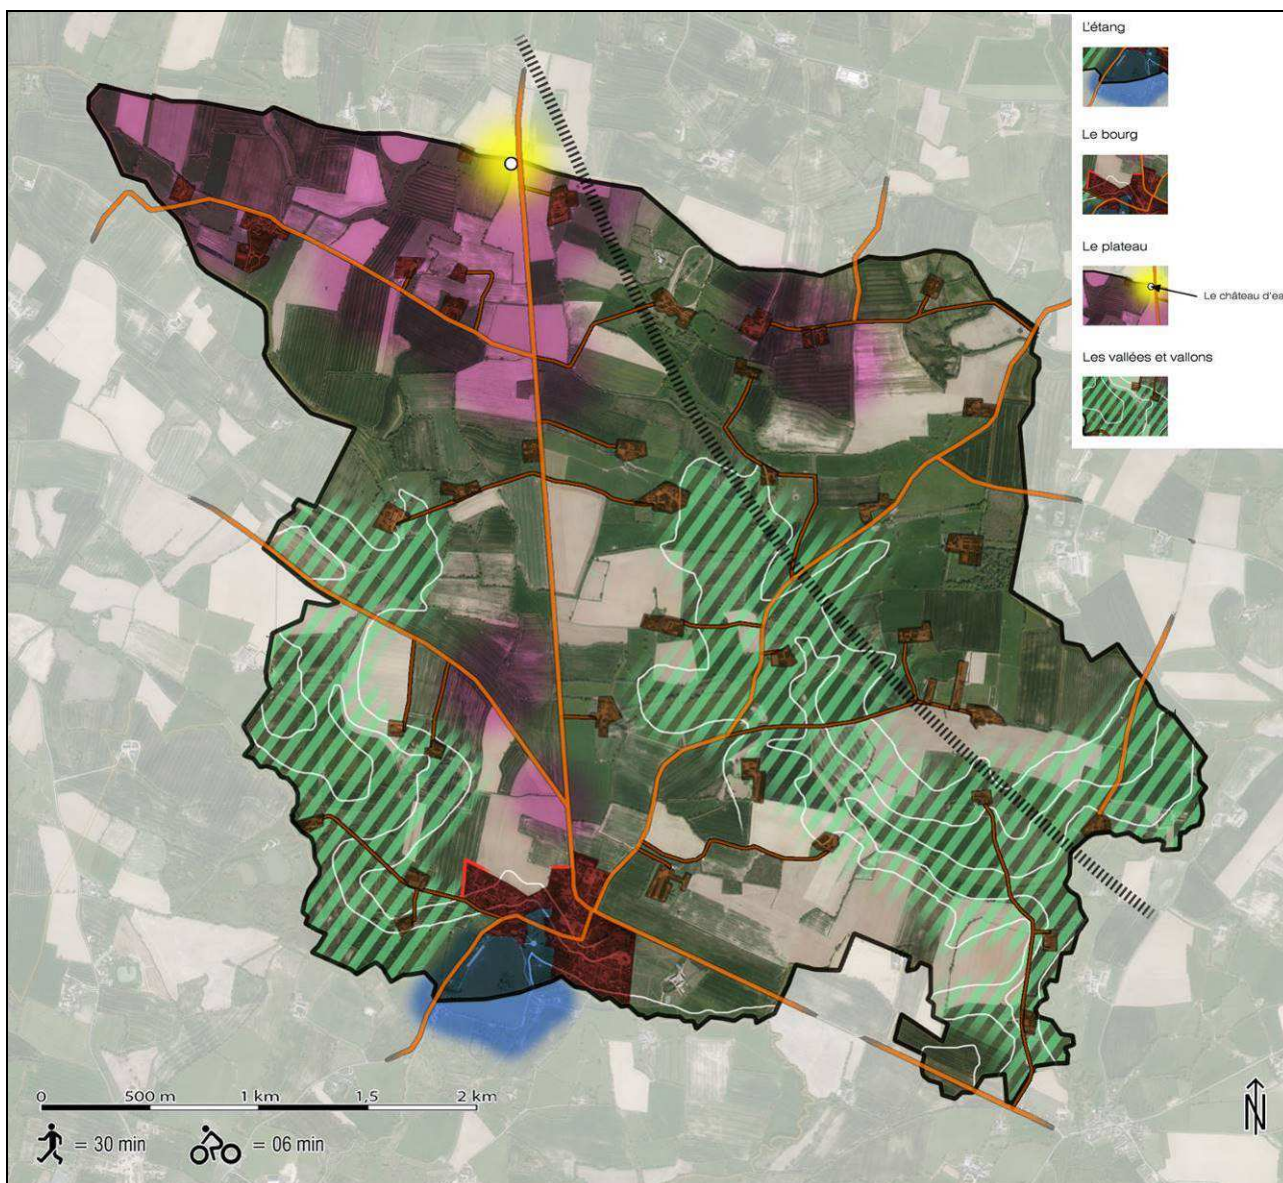 L'étang
Le bourg
Le plateau
Le château d'ea
Les vallées et vallons
0 500 m 1 km 1,5 2 km
= 30 min = 06 min
N